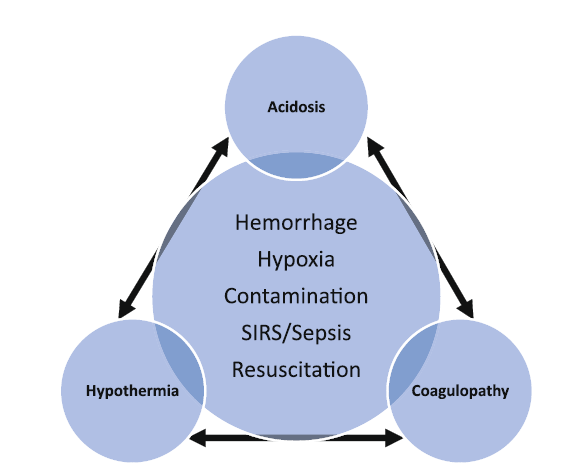 Acidosis
Hemorrhage
Hypoxia
Contamination
SIRS/Sepsis
Resuscitation
Hypothermia
Coagulopathy